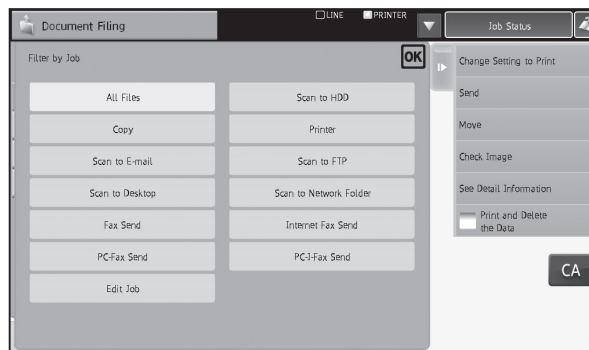 Document Filing
LINE
PRINTER
Job Status
Filter by Job
OK
All Files
Scan to HDD
Copy
Printer
Scan to E-mail
Scan to FTP
Scan to Desktop
Scan to Network Folder
Fax Send
Internet Fax Send
PC-Fax Send
PC-I-Fax Send
Edit Job
Change Setting to Print
Send
Move
Check Image
See Detail Information
Print and Delete
the Data
CA